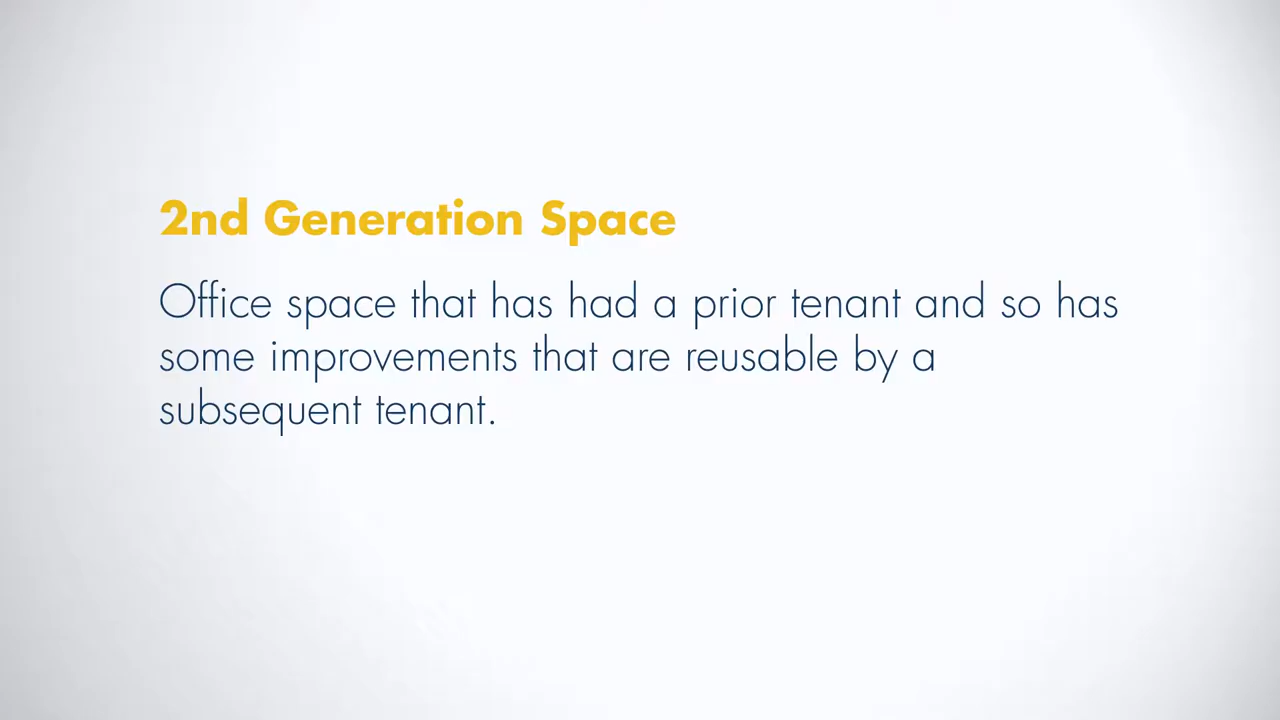 2nd Generation Space
Office space that has had a prior tenant and so has
some improvements that are reusable by a
subsequent tenant.